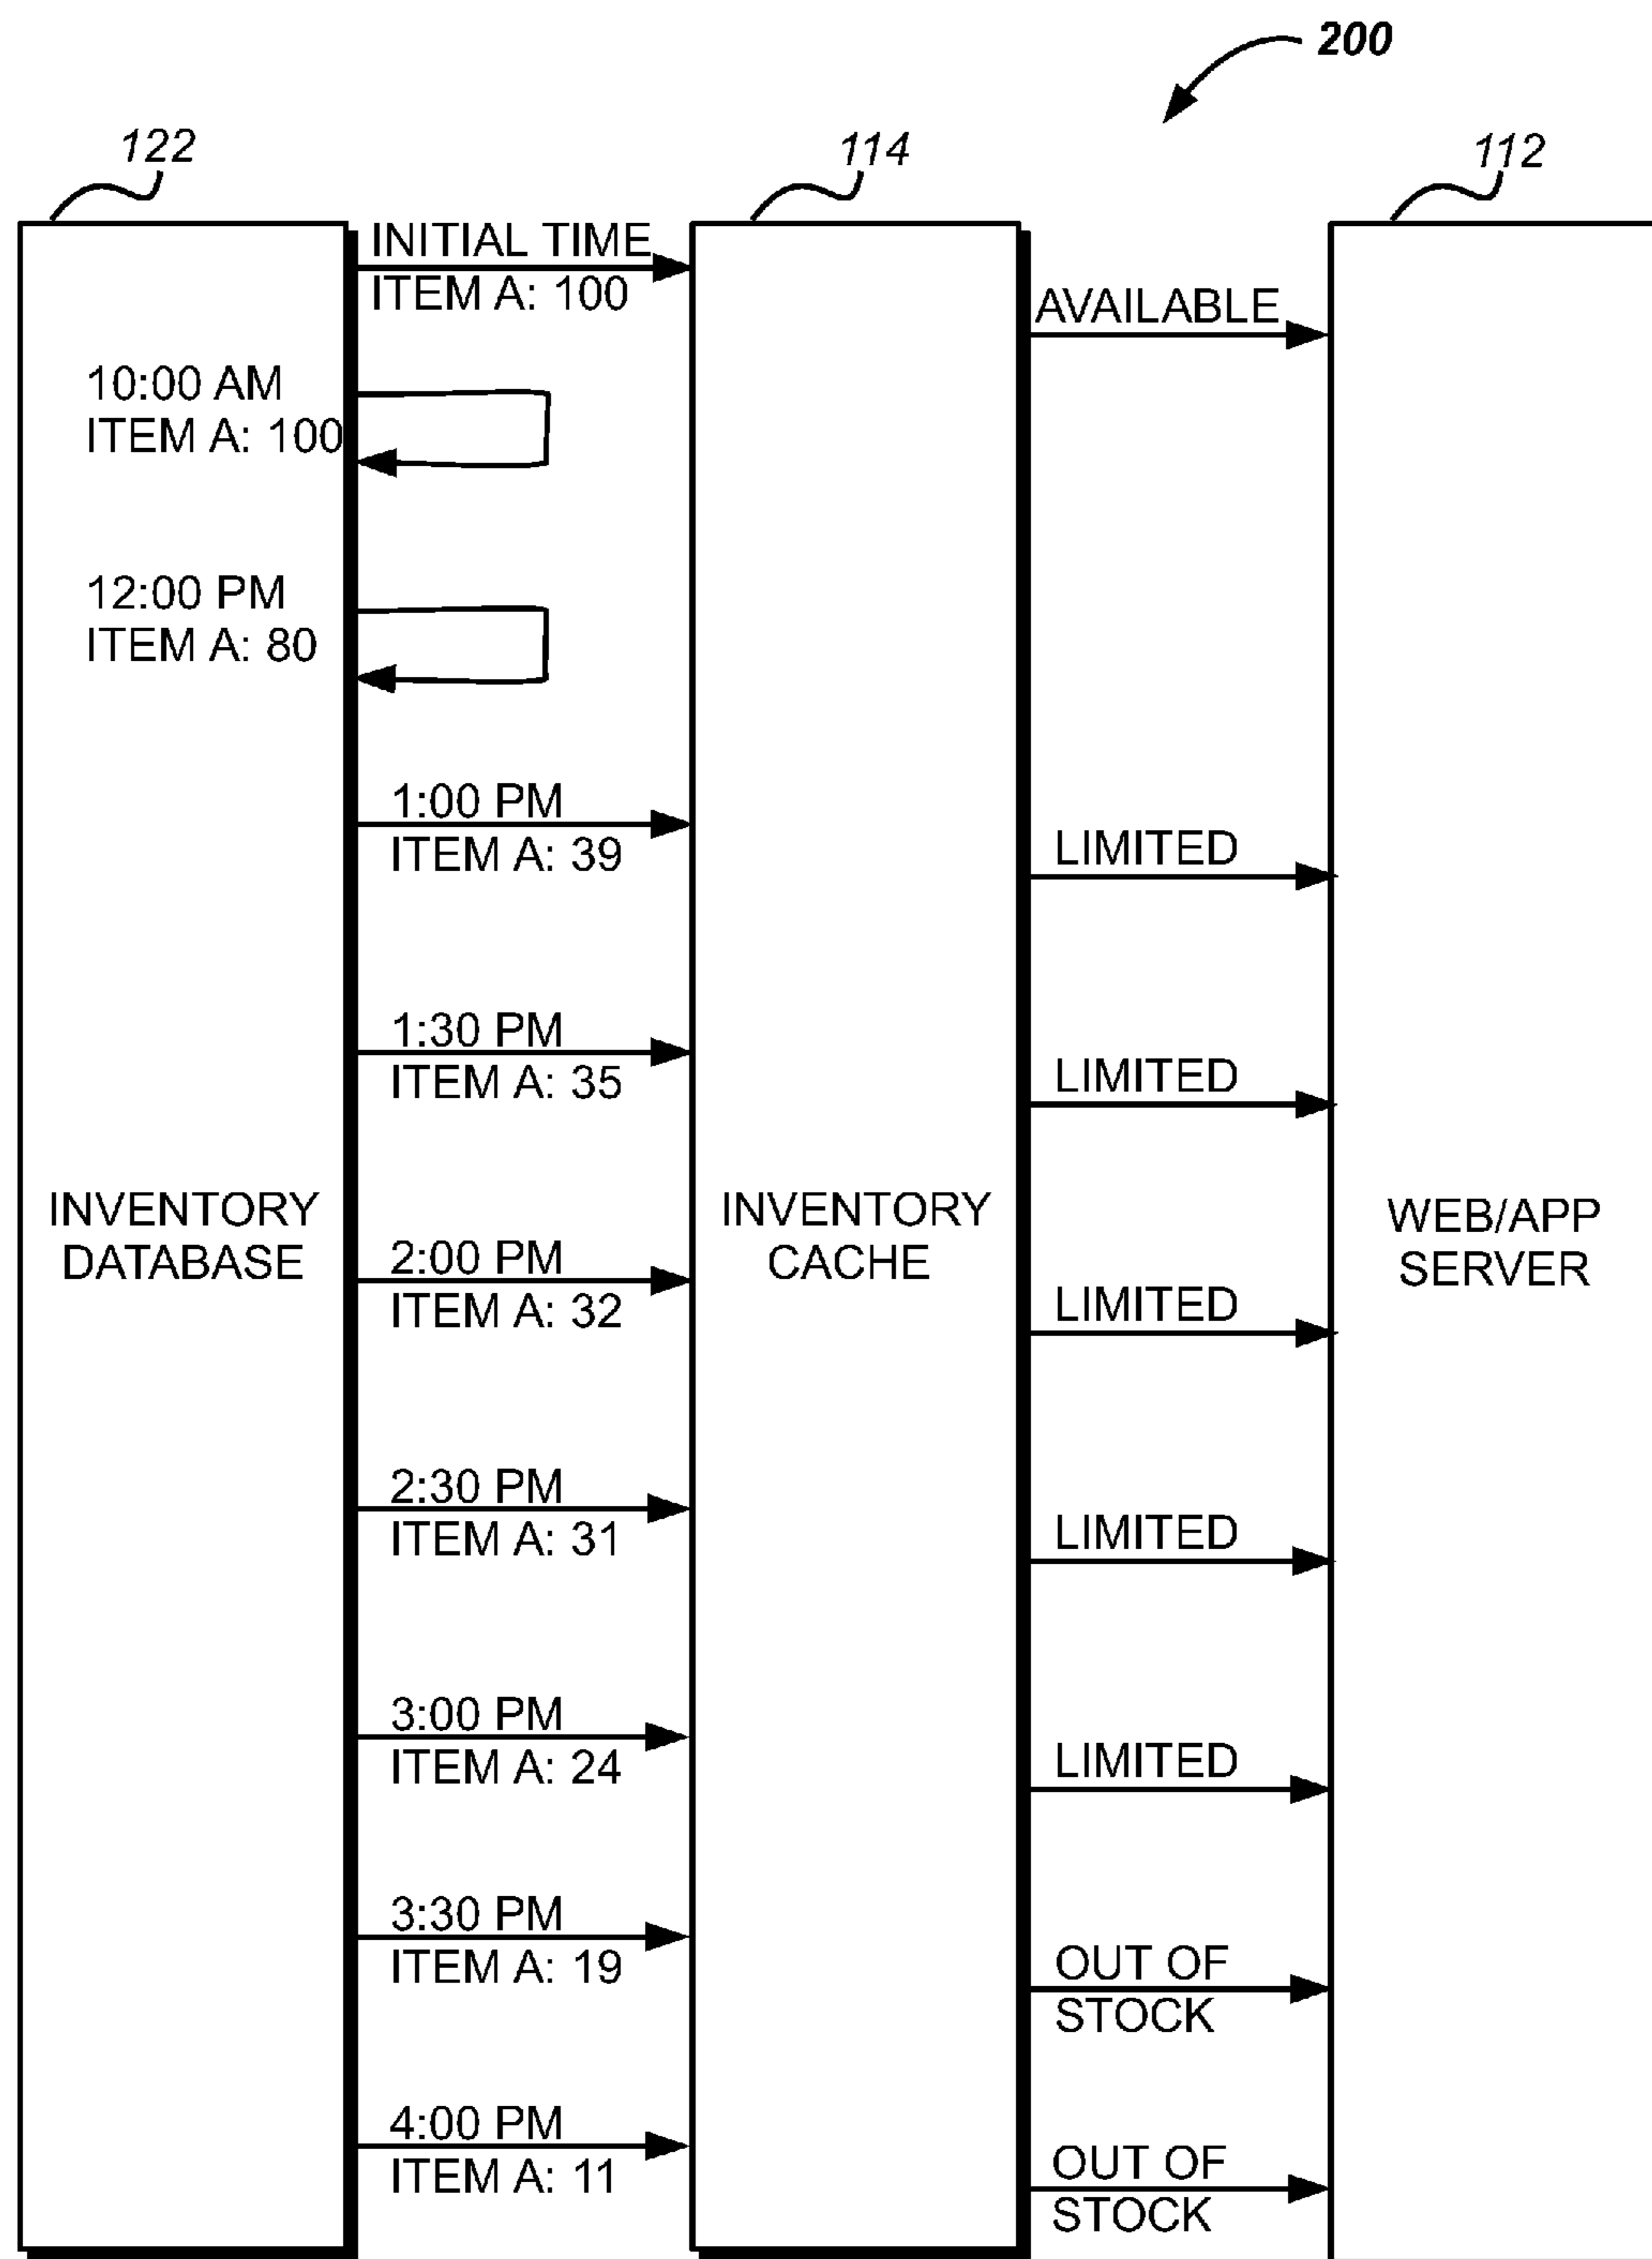 200
122
114
112
INITIAL TIME
ITEM A: 100
AVAILABLE
10:00 AM
ITEM A: 100
12:00 PM
ITEM A: 80
1:00 PM
ITEM A: 39
LIMITED
1:30 PM
ITEM A: 35
LIMITED
INVENTORY
DATABASE
INVENTORY
CACHE
WEB/APP
SERVER
2:00 PM
ITEM A: 32
LIMITED
2:30 PM
ITEM A: 31
LIMITED
3:00 PM
ITEM A: 24
LIMITED
3:30 PM
ITEM A: 19
OUT OF
STOCK
4:00 PM
ITEM A: 11
OUT OF
STOCK